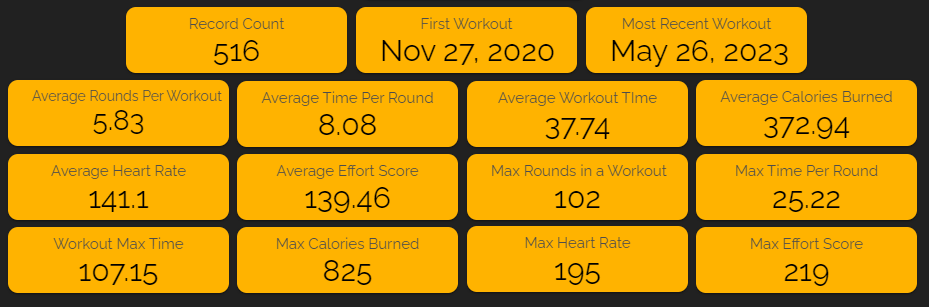 Record Count
516
First Workout
Nov 27, 2020
Most Recent Workout
May 26, 2023
Average Rounds Per Workout
5.83
Average Time Per Round
8.08
Average Workout TIme
37.74
Average Calories Burned
372.94
Average Heart Rate
141.1
Average Effort Score
139.46
Max Rounds in a Workout
102
Max Time Per Round
25.22
Workout Max Time
107.15
Max Calories Burned
825
Max Heart Rate
195
Max Effort Score
219